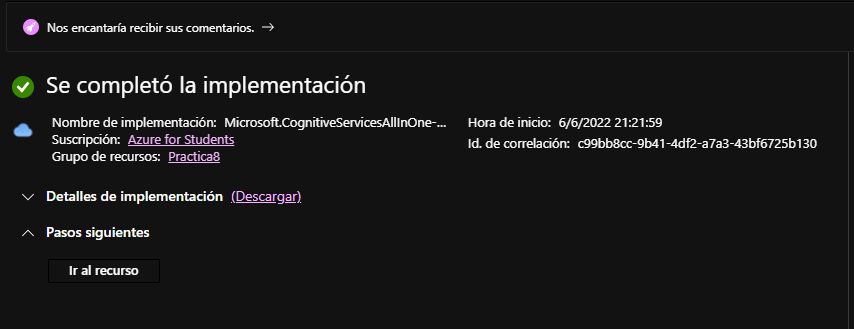 Nos encantaría recibir sus comentarios. →
Se completó la implementación
Nombre de implementación: Microsoft.CognitiveServicesAllInOne-...
Suscripción: Azure for Students
Grupo de recursos: Practica8
Hora de inicio: 6/6/2022 21:21:59
Id. de correlación: c99bb8cc-9b41-4df2-a7a3-43bf6725b130
Detalles de implementación (Descargar)
Pasos siguientes
Ir al recurso